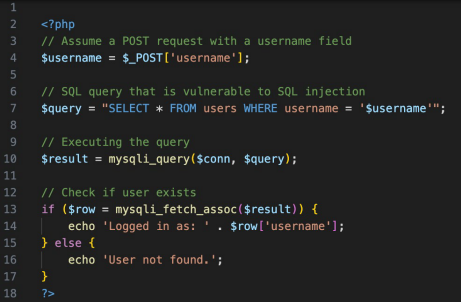 1
2 <?php
3 // Assume a POST request with a username field
4 $username = $_POST['username'];
5
6 // SQL query that is vulnerable to SQL injection
7 $query = "SELECT * FROM users WHERE username = '$username'";
8
9 // Executing the query
10 $result = mysqli_query($conn, $query);
11
12 // Check if user exists
13 if ($row = mysqli_fetch_assoc($result)) {
14     echo 'Logged in as: ' . $row['username'];
15 } else {
16     echo 'User not found.';
17 }
18 ?>